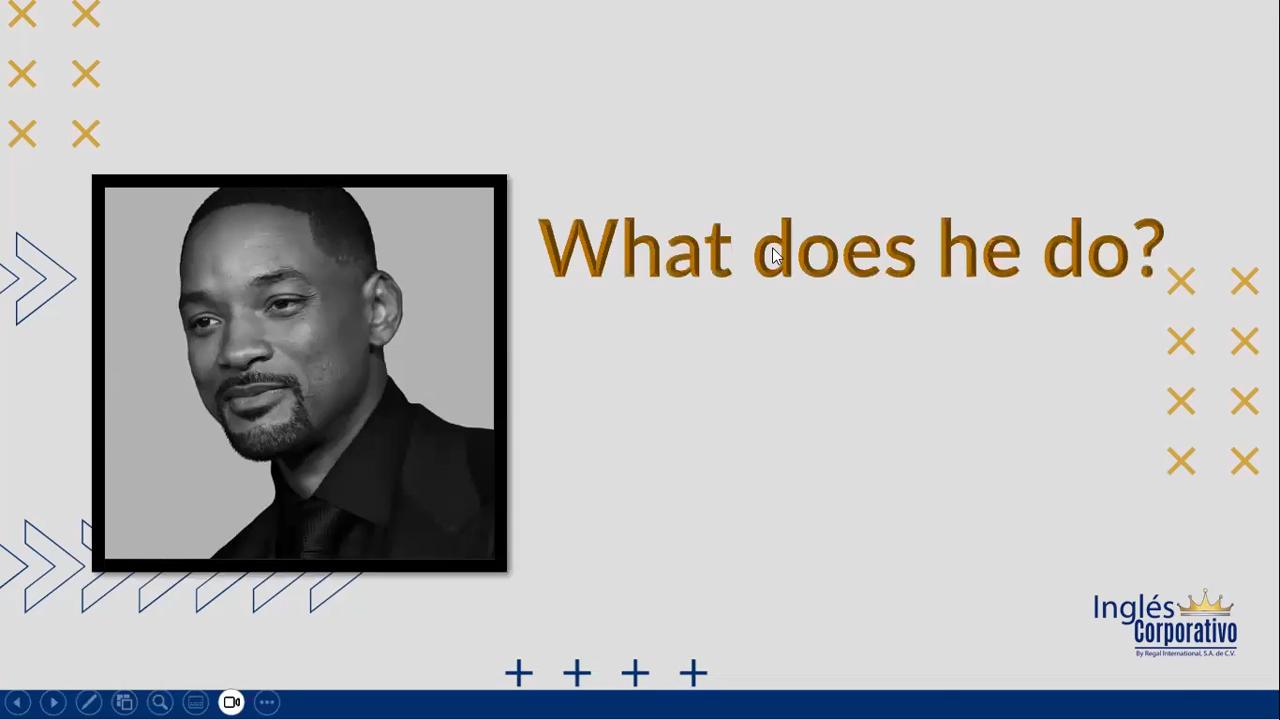 What does he do?
Inglés
Corporativo
By Regal International, S.A. de C.V.